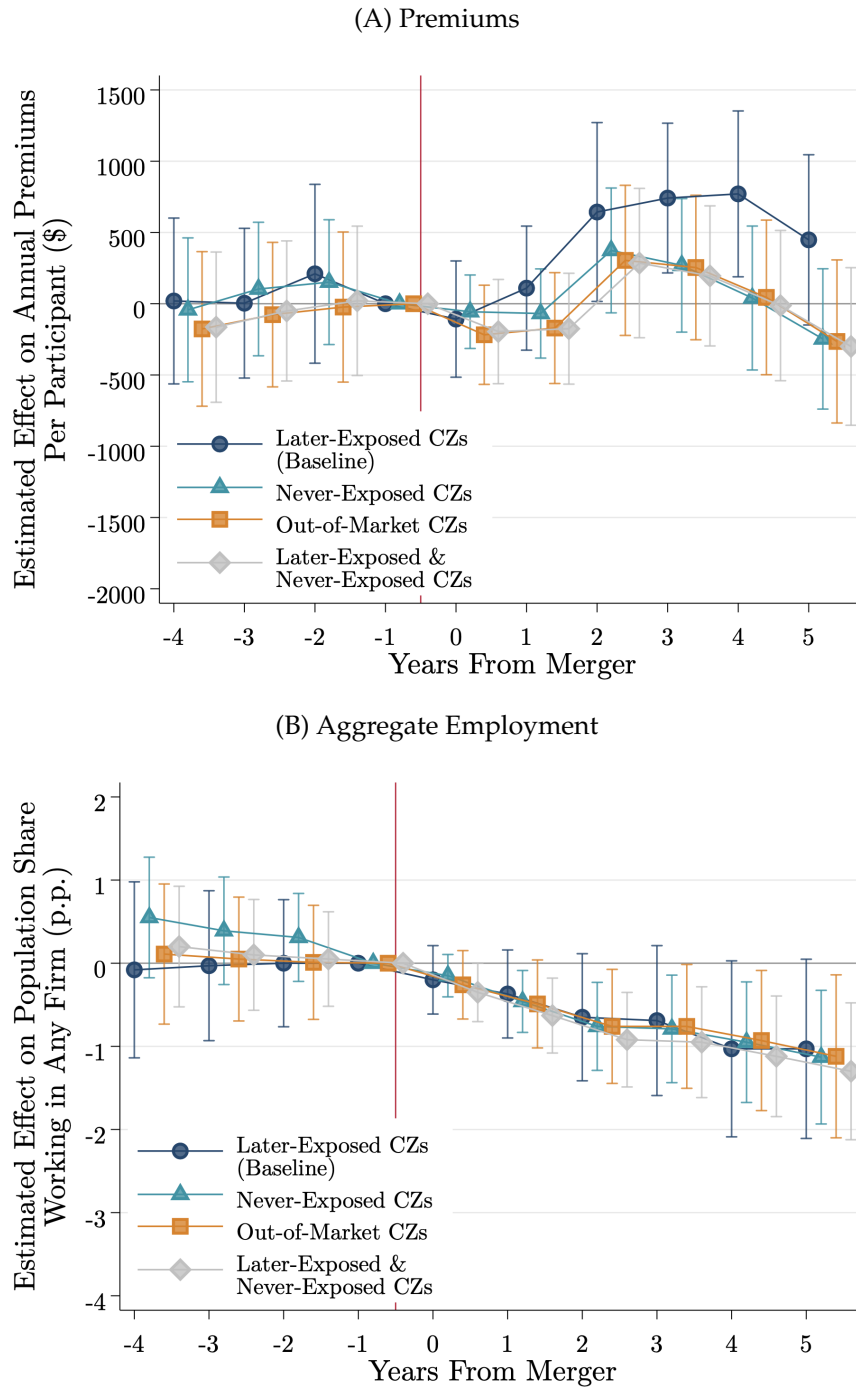 (A) Premiums
Estimated Effect on Annual Premiums
Per Participant ($)
1500
1000
500
0
-500
-1000
-1500
-2000
Later-Exposed CZs
(Baseline)
Never-Exposed CZs
Out-of-Market CZs
Later-Exposed &
Never-Exposed CZs
-4 -3 -2 -1 0 1 2 3 4 5
Years From Merger
(B) Aggregate Employment
Estimated Effect on Population Share
Working in Any Firm (p.p.)
2
1
0
-1
-2
-3
-4
Later-Exposed CZs
(Baseline)
Never-Exposed CZs
Out-of-Market CZs
Later-Exposed &
Never-Exposed CZs
-4 -3 -2 -1 0 1 2 3 4 5
Years From Merger